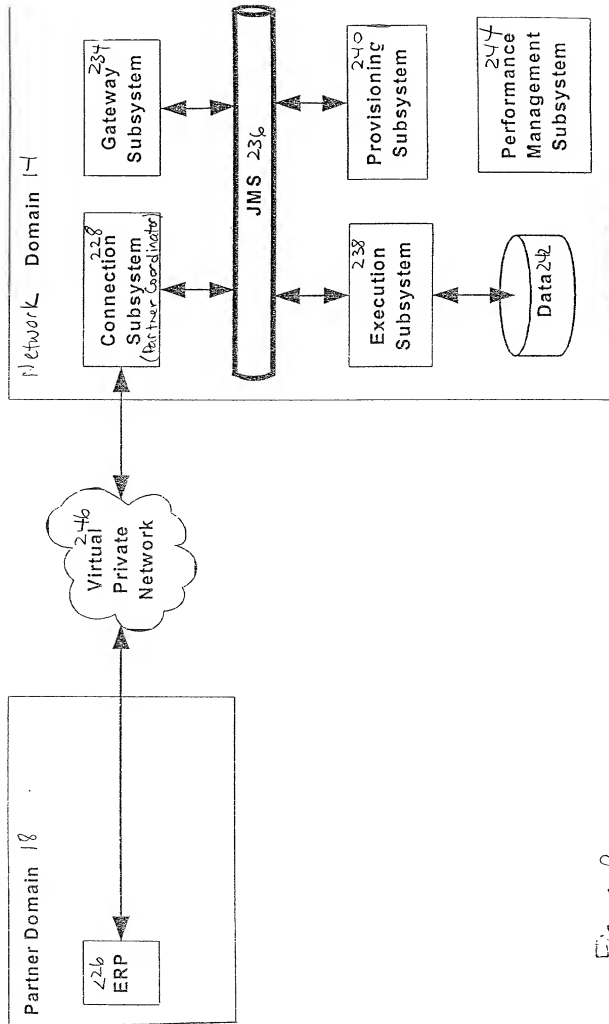 Partner Domain 18
226
ERP
246
Virtual
Private
Network
Network Domain 14
228
Connection
Subsystem
(Partner Coordinator)
234
Gateway
Subsystem
JMS 236
238
Execution
Subsystem
240
Provisioning
Subsystem
Data 242
244
Performance
Management
Subsystem